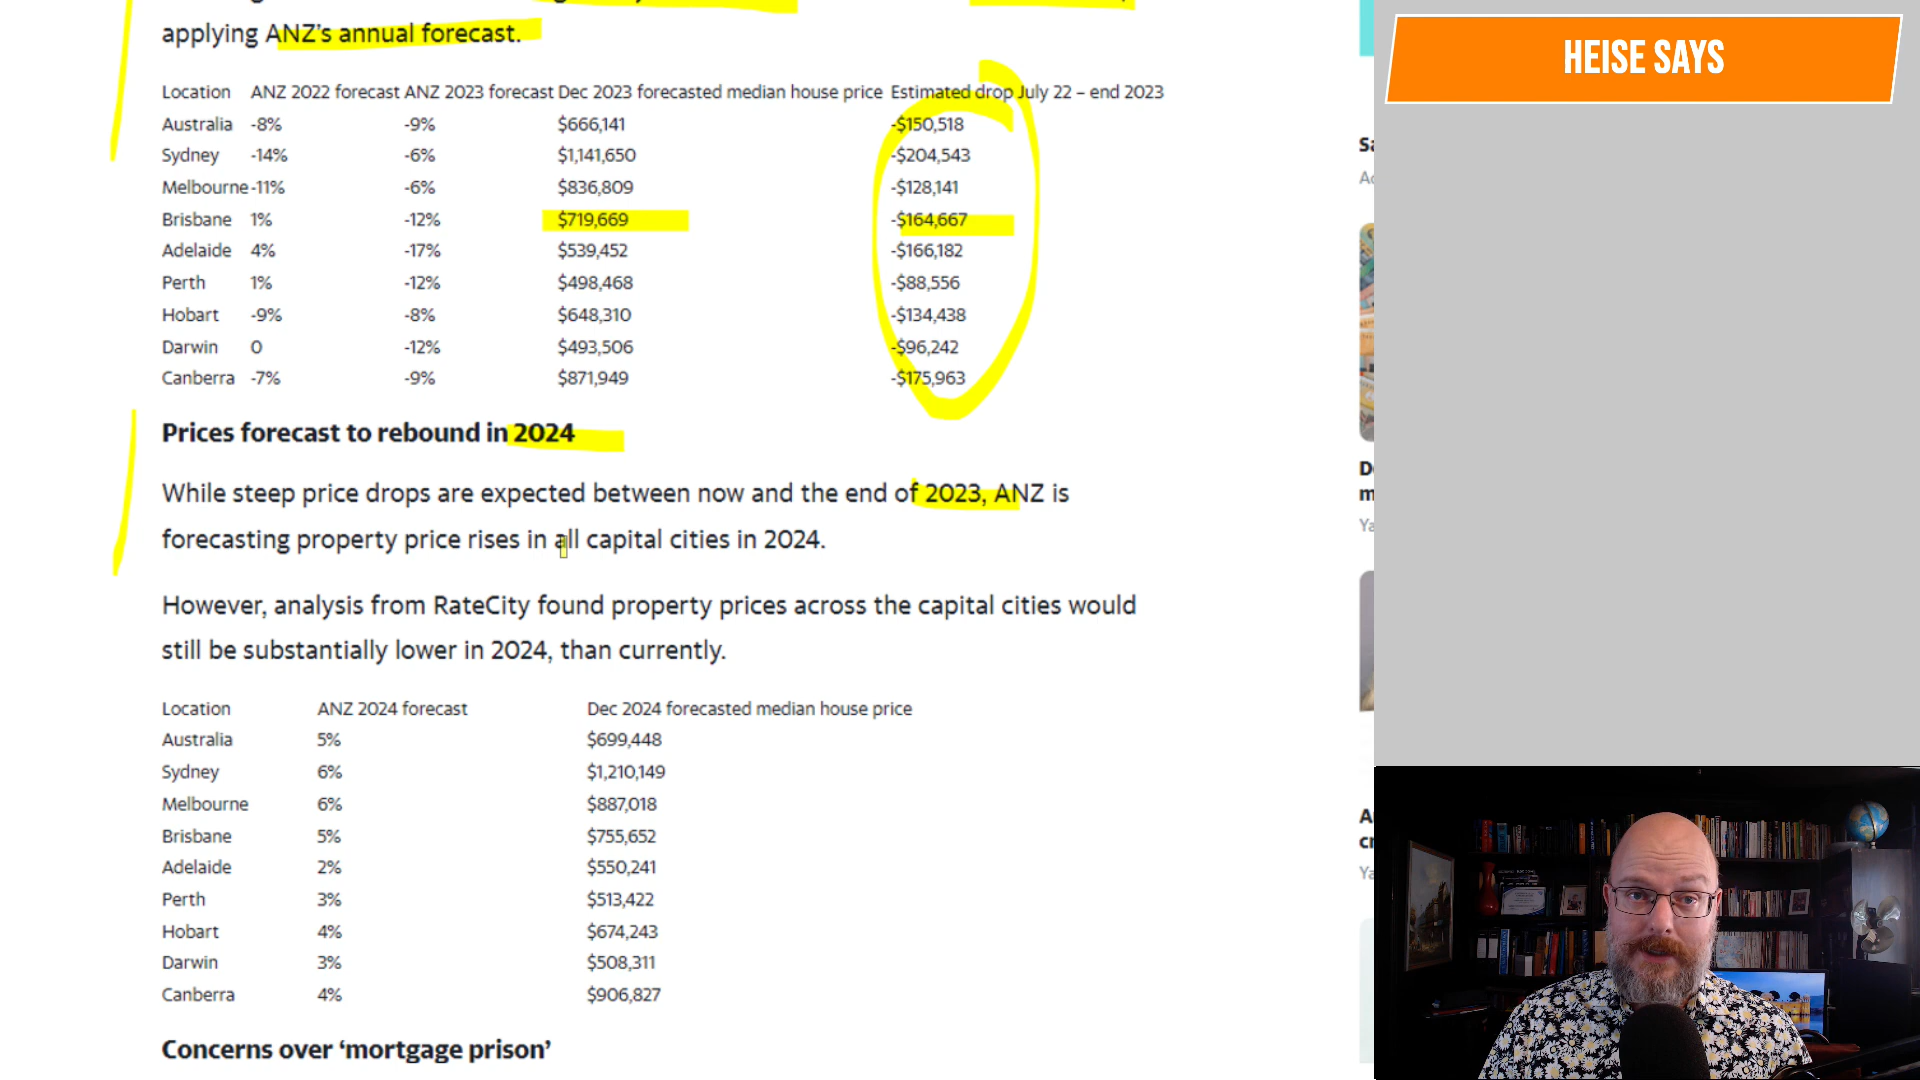 HEISE SAYS
applying ANZ's annual forecast.
Location ANZ 2022 forecast ANZ 2023 forecast Dec 2023 forecasted median house price Estimated drop July 22 – end 2023
Australia -8% -9% $666,141 -$150,518
Sydney -14% -6% $1,141,650 -$204,543
Melbourne -11% -6% $836,809 -$128,141
Brisbane 1% -12% $719,669 -$164,667
Adelaide 4% -17% $539,452 -$166,182
Perth 1% -12% $498,468 -$88,556
Hobart -9% -8% $648,310 -$134,438
Darwin 0 -12% $493,506 -$96,242
Canberra -7% -9% $871,949 -$175,963
Prices forecast to rebound in 2024
While steep price drops are expected between now and the end of 2023, ANZ is
forecasting property price rises in all capital cities in 2024.
However, analysis from RateCity found property prices across the capital cities would
still be substantially lower in 2024, than currently.
Location ANZ 2024 forecast Dec 2024 forecasted median house price
Australia 5% $699,448
Sydney 6% $1,210,149
Melbourne 6% $887,018
Brisbane 5% $755,652
Adelaide 2% $550,241
Perth 3% $513,422
Hobart 4% $674,243
Darwin 3% $508,311
Canberra 4% $906,827
Concerns over ‘mortgage prison’